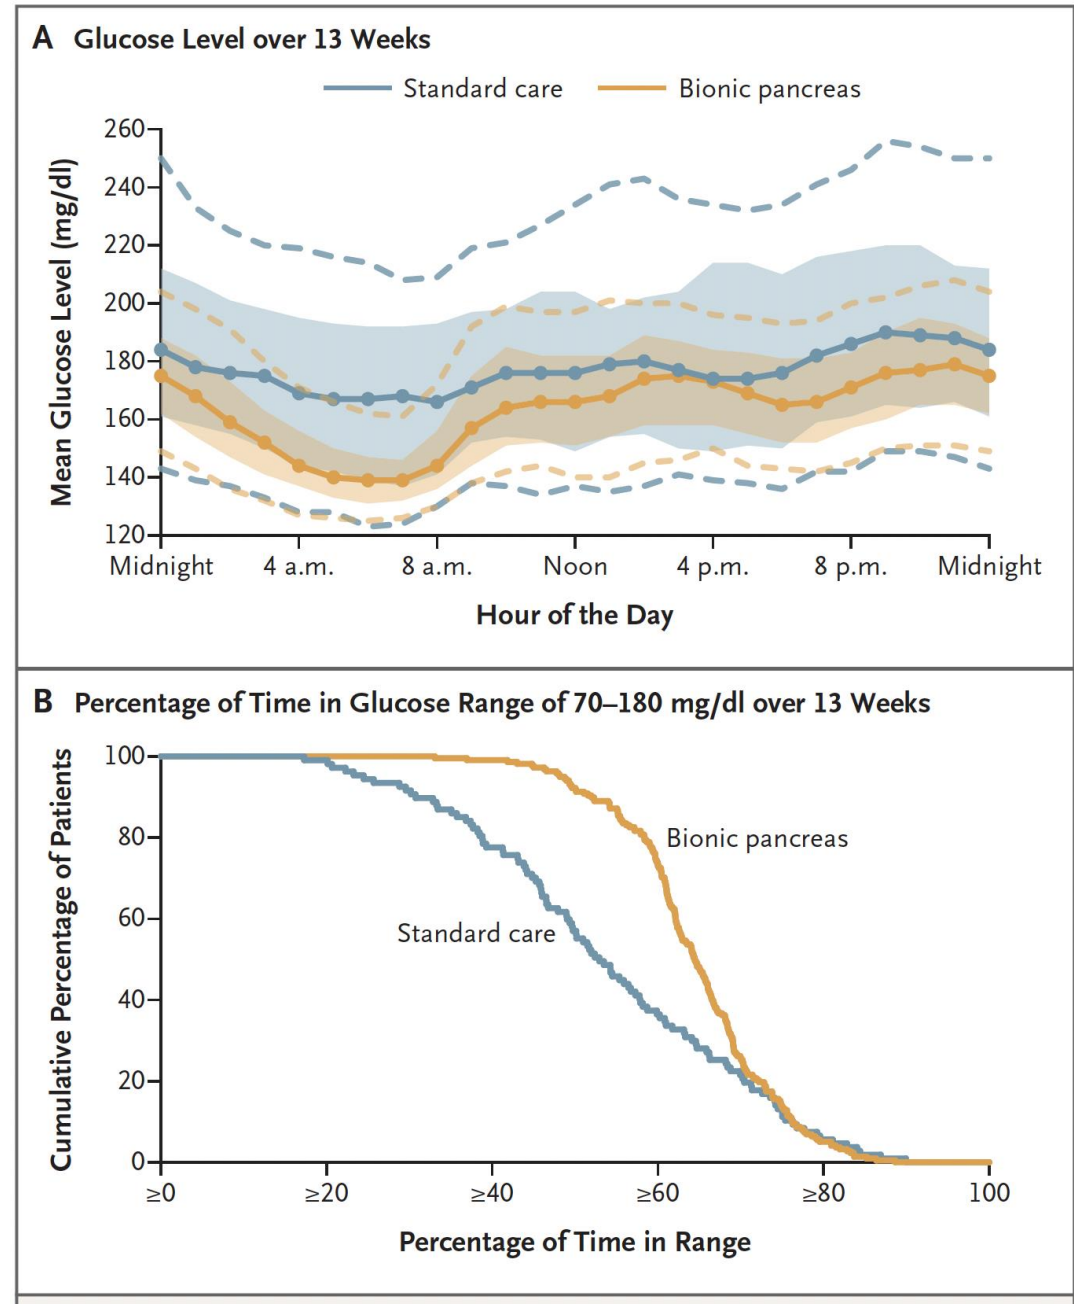 A Glucose Level over 13 Weeks
Standard care
Bionic pancreas
Mean Glucose Level (mg/dl)
260
240
220
200
180
160
140
120
Midnight 4 a.m. 8 a.m. Noon 4 p.m. 8 p.m. Midnight
Hour of the Day
B Percentage of Time in Glucose Range of 70–180 mg/dl over 13 Weeks
Cumulative Percentage of Patients
100
80
60
40
20
0
Bionic pancreas
Standard care
≥0 ≥20 ≥40 ≥60 ≥80 100
Percentage of Time in Range